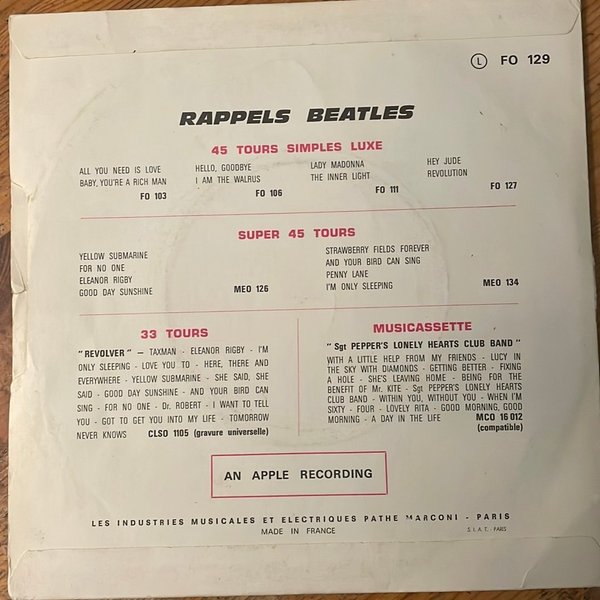 Ⓛ FO 129
RAPPELS BEATLES
45 TOURS SIMPLES LUXE
ALL YOU NEED IS LOVE
BABY, YOU'RE A RICH MAN
FO 103
HELLO, GOODBYE
I AM THE WALRUS
FO 106
LADY MADONNA
THE INNER LIGHT
FO 111
HEY JUDE
REVOLUTION
FO 127
SUPER 45 TOURS
YELLOW SUBMARINE
FOR NO ONE
ELEANOR RIGBY
GOOD DAY SUNSHINE
MEO 126
STRAWBERRY FIELDS FOREVER
AND YOUR BIRD CAN SING
PENNY LANE
I'M ONLY SLEEPING
MEO 134
33 TOURS
"REVOLVER" – TAXMAN - ELEANOR RIGBY - I'M
ONLY SLEEPING - LOVE YOU TO - HERE, THERE AND
EVERYWHERE - YELLOW SUBMARINE - SHE SAID, SHE
SAID - GOOD DAY SUNSHINE - AND YOUR BIRD CAN
SING - FOR NO ONE - Dr. ROBERT - I WANT TO TELL
YOU - GOT TO GET YOU INTO MY LIFE - TOMORROW
NEVER KNOWS CLSO 1105 (gravure universelle)
MUSICASSETTE
" Sgt PEPPER'S LONELY HEARTS CLUB BAND "
WITH A LITTLE HELP FROM MY FRIENDS - LUCY IN
THE SKY WITH DIAMONDS - GETTING BETTER - FIXING
A HOLE - SHE'S LEAVING HOME - BEING FOR THE
BENEFIT OF Mr. KITE - Sgt PEPPER'S LONELY HEARTS
CLUB BAND - WITHIN YOU, WITHOUT YOU - WHEN I'M
SIXTY - FOUR - LOVELY RITA - GOOD MORNING, GOOD
MORNING - A DAY IN THE LIFE MCO 16 012
(compatible)
AN APPLE RECORDING
LES INDUSTRIES MUSICALES ET ELECTRIQUES PATHE MARCONI - PARIS
MADE IN FRANCE
S.I.A.T. - PARIS